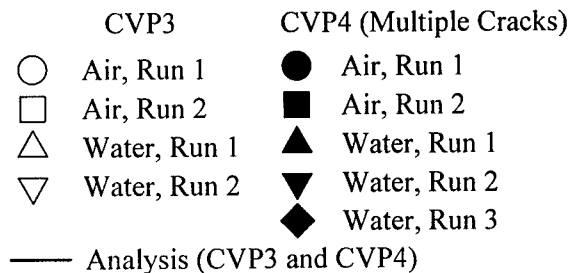 CVP3 CVP4 (Multiple Cracks)
Air, Run 1 Air, Run 1
Air, Run 2 Air, Run 2
Water, Run 1 Water, Run 1
Water, Run 2 Water, Run 2
Water, Run 3
Analysis (CVP3 and CVP4)